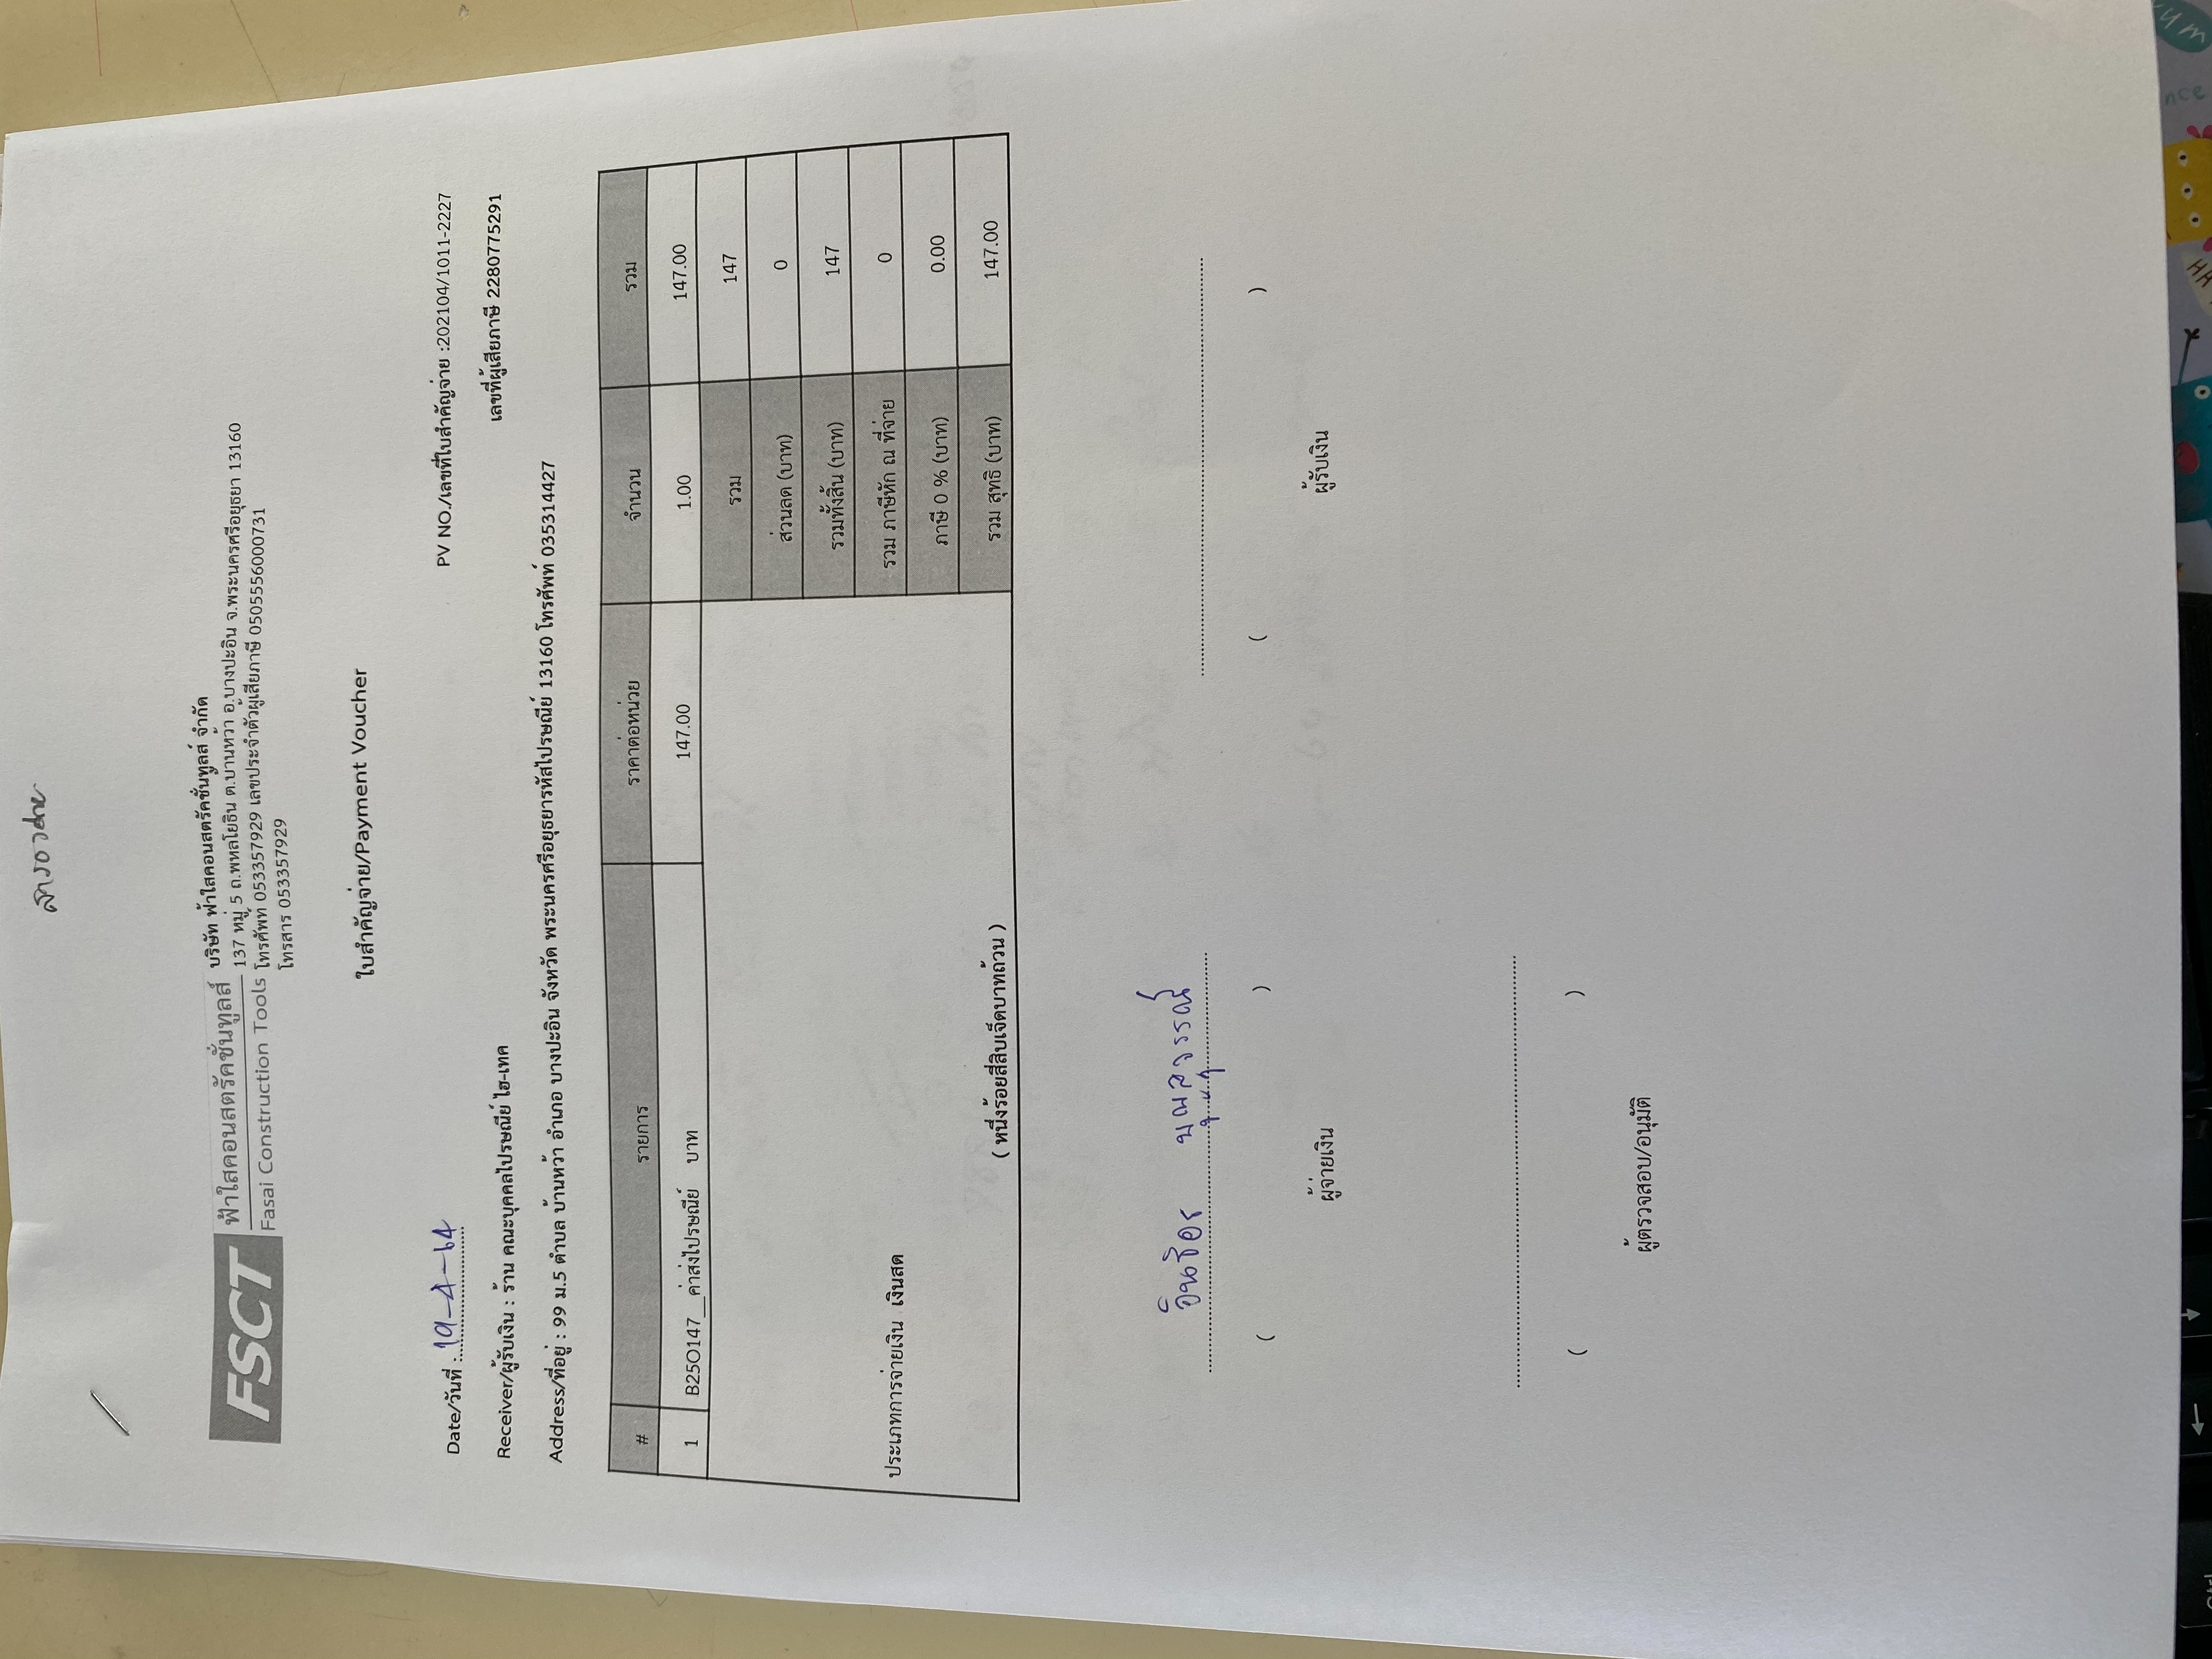 สำรองจ่าย
FSCT
ฟ้าใสคอนสตรัคชั่นทูลส์
Fasai Construction Tools
บริษัท ฟ้าใสคอนสตรัคชั่นทูลส์ จำกัด
137 หมู่ 5 ถ.พหลโยธิน ต.บ้านหว้า อ.บางปะอิน จ.พระนครศรีอยุธยา 13160
โทรศัพท์ 053357929 เลขประจำตัวผู้เสียภาษี 0505556000731
โทรสาร 053357929
ใบสำคัญจ่าย/Payment Voucher
Date/วันที่ : 19-4-64
PV NO./เลขที่ใบสำคัญจ่าย :202104/1011-2227
Receiver/ผู้รับเงิน : ร้าน คณะบุคคลไปรษณีย์ ไฮ-เทค
เลขที่ผู้เสียภาษี 2280775291
Address/ที่อยู่ : 99 ม.5 ตำบล บ้านหว้า อำเภอ บางปะอิน จังหวัด พระนครศรีอยุธยารหัสไปรษณีย์ 13160 โทรศัพท์ 035314427
# รายการ ราคาต่อหน่วย จำนวน รวม
1 B25O147__ค่าส่งไปรษณีย์ บาท 147.00 1.00 147.00
รวม 147
ส่วนลด (บาท) 0
รวมทั้งสิ้น (บาท) 147
รวม ภาษีหัก ณ ที่จ่าย 0
ประเภทการจ่ายเงิน เงินสด
ภาษี 0 % (บาท) 0.00
( หนึ่งร้อยสี่สิบเจ็ดบาทถ้วน ) รวม สุทธิ (บาท) 147.00
อินธิอร บุญสุวรรณ์
( ) ( )
ผู้จ่ายเงิน ผู้รับเงิน
( )
ผู้ตรวจสอบ/อนุมัติ